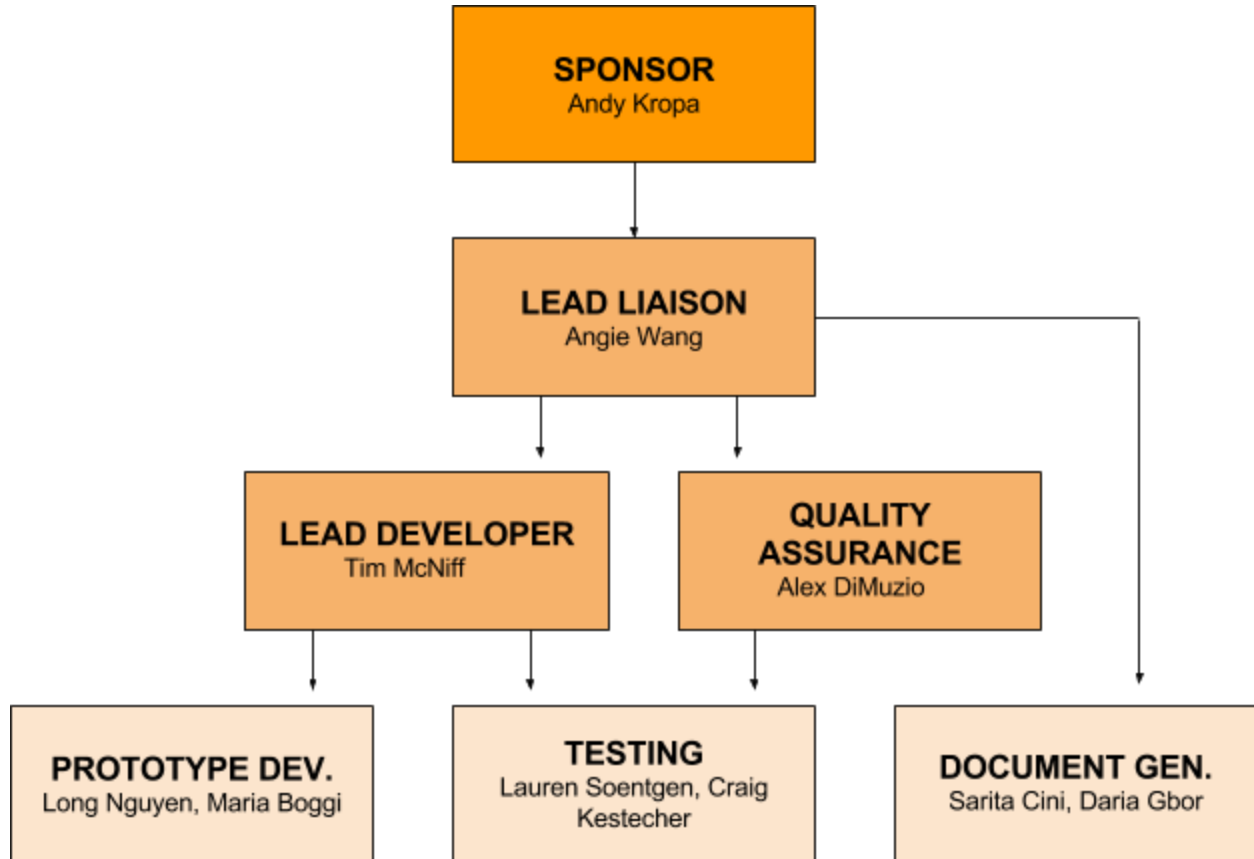 SPONSOR
Andy Kropa
LEAD LIAISON
Angie Wang
LEAD DEVELOPER
Tim McNiff
QUALITY
ASSURANCE
Alex DiMuzio
PROTOTYPE DEV.
Long Nguyen, Maria Boggi
TESTING
Lauren Soentgen, Craig
Kestecher
DOCUMENT GEN.
Sarita Cini, Daria Gbor